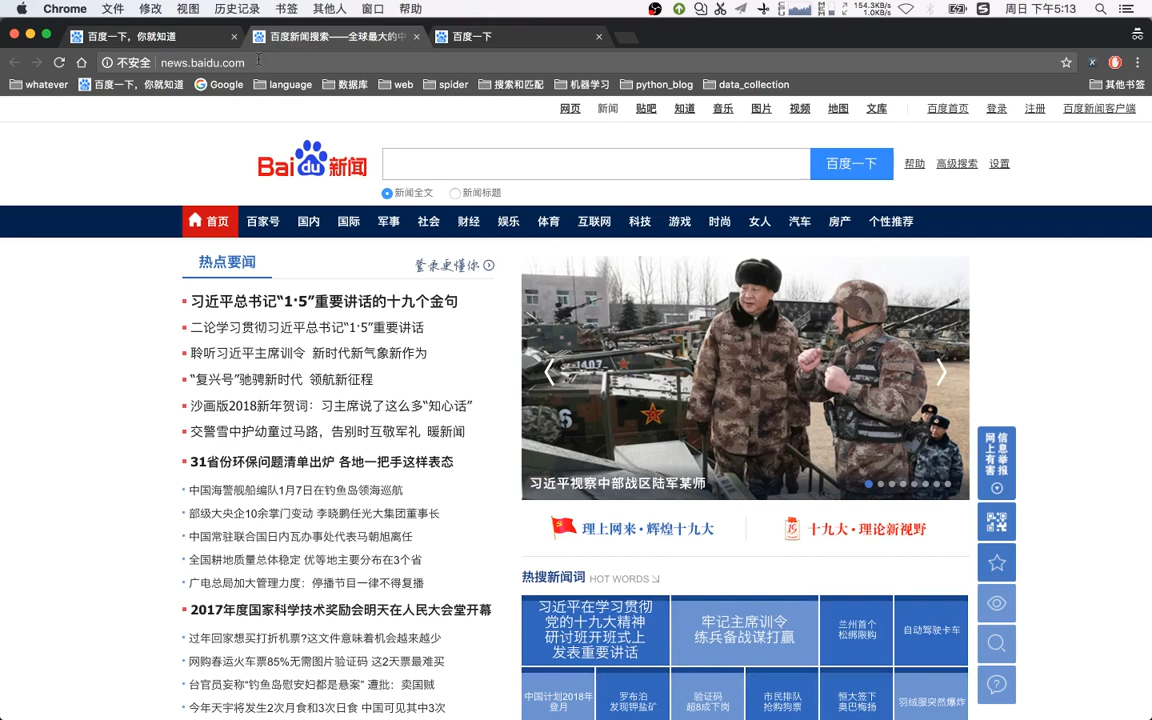 Chrome 文件 修改 视图 历史记录 书签 其他人 窗口 帮助
154.3KB/s
1.0KB/s
周日 下午5:13
百度一下，你就知道
百度新闻搜索——全球最大的中
百度一下
不安全 news.baidu.com
whatever 百度一下，你就知道 Google language 数据库 web spider 搜索和匹配 机器学习 python_blog data_collection 其他书签
网页 新闻 贴吧 知道 音乐 图片 视频 地图 文库 百度首页 登录 注册 百度新闻客户端
Bai du 新闻
百度一下 帮助 高级搜索 设置
新闻全文 新闻标题
首页 百家号 国内 国际 军事 社会 财经 娱乐 体育 互联网 科技 游戏 时尚 女人 汽车 房产 个性推荐
热点要闻
登录更懂你
习近平总书记“1·5”重要讲话的十九个金句
二论学习贯彻习近平总书记“1·5”重要讲话
聆听习近平主席训令 新时代新气象新作为
“复兴号”驰骋新时代 领航新征程
沙画版2018新年贺词：习主席说了这么多“知心话”
交警雪中护幼童过马路，告别时互敬军礼 暖新闻
31省份环保问题清单出炉 各地一把手这样表态
中国海警舰船编队1月7日在钓鱼岛领海巡航
部级大央企10余掌门变动 李晓鹏任光大集团董事长
中国常驻联合国日内瓦办事处代表马朝旭离任
全国耕地质量总体稳定 优等地主要分布在3个省
广电总局加大管理力度：停播节目一律不得复播
2017年度国家科学技术奖励会明天在人民大会堂开幕
过年回家想买打折机票?这文件意味着机会越来越少
网购春运火车票85%无需图片验证码 这2天票最难买
台官员妄称“钓鱼岛慰安妇都是悬案” 遭批：卖国贼
今年天宇将发生2次月食和3次日食 中国可见其中3次
习近平视察中部战区陆军某师
理上网来·辉煌十九大
十九大·理论新视野
热搜新闻词 HOT WORDS
习近平在学习贯彻
党的十九大精神
研讨班开班式上
发表重要讲话
牢记主席训令
练兵备战谋打赢
兰州首个
松绑限购
自动驾驶卡车
中国计划2018年
登月
罗布泊
发现钾盐矿
验证码
超8成下岗
市民排队
抢购狗票
恒大签下
奥巴梅扬
羽绒服突然爆炸
信息举报
网上有害